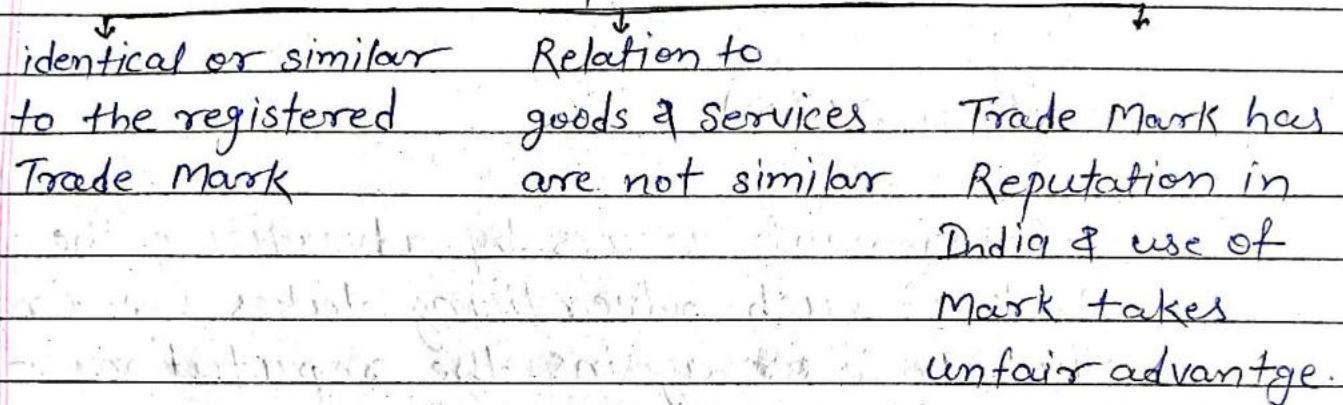 identical or similar
to the registered
Trade Mark
Relation to
goods & Services
are not similar
Trade Mark has
Reputation in
India & use of
Mark takes
unfair advantge.